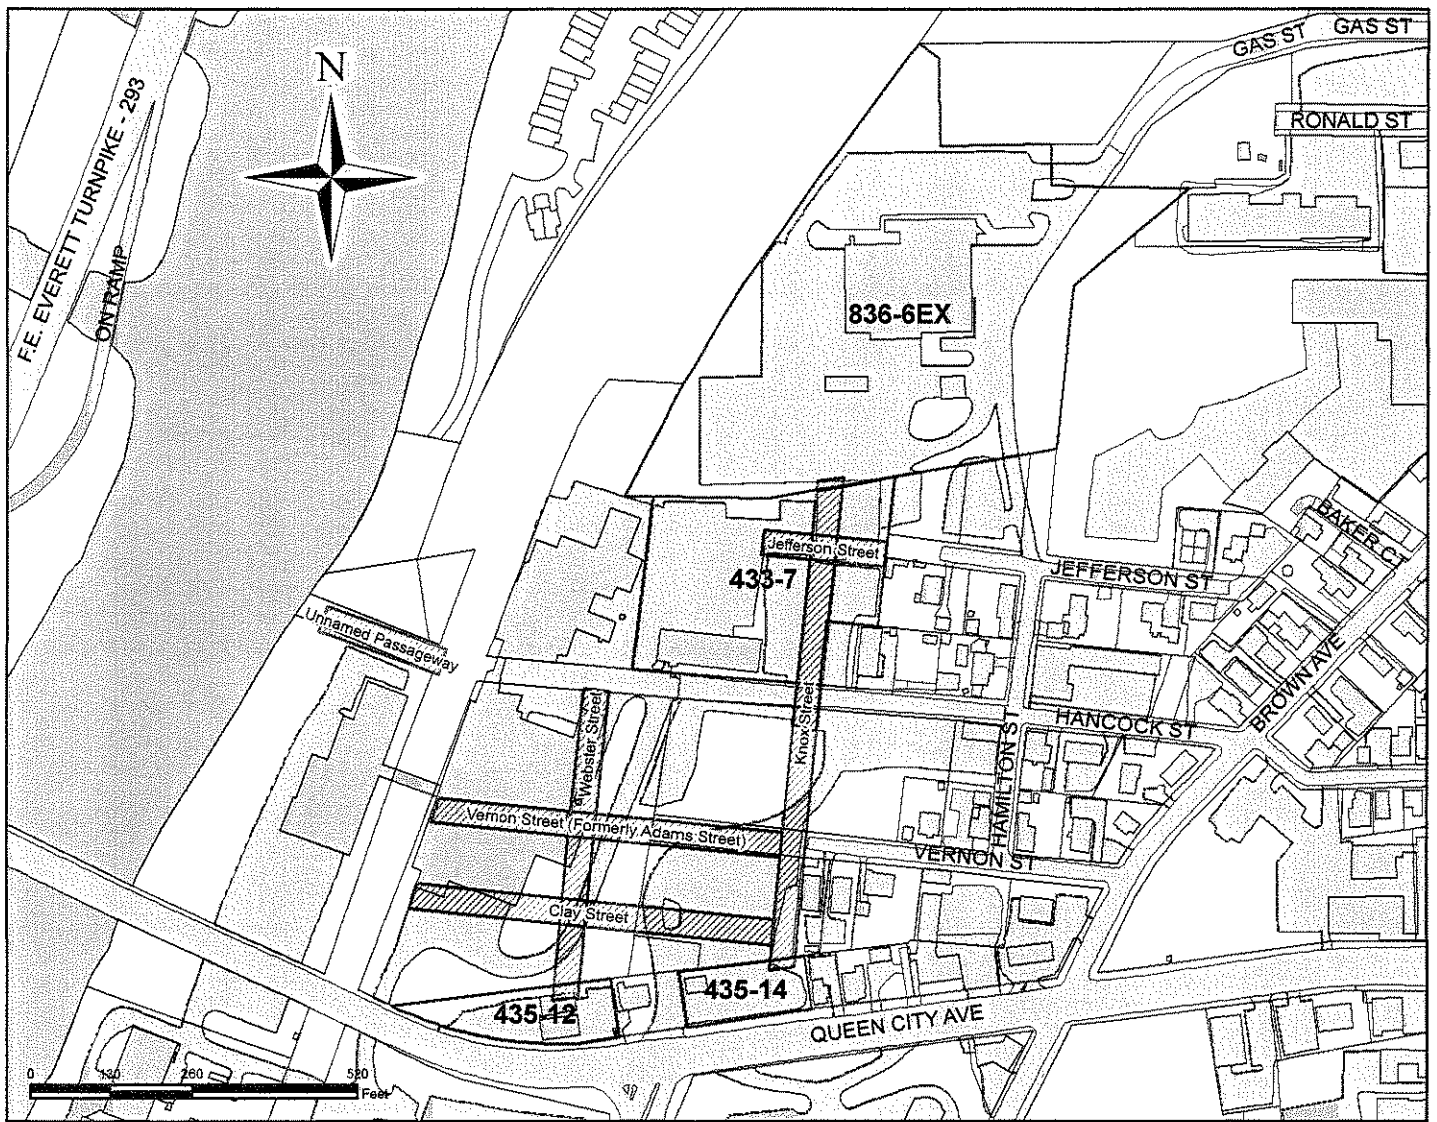 GAS ST
GAS ST
N
RONALD ST
F.E. EVERETT TURNPIKE - 293
ON RAMP
836-6EX
BAKER CT
Jefferson Street
433-7
JEFFERSON ST
Unnamed Passageway
BROWN AVE
Webster Street
Knox Street
HANCOCK ST
HAMILTON ST
Vernon Street (Formerly Adams Street)
VERNON ST
Clay Street
435-14
435-12
QUEEN CITY AVE
0 130 260 520
Feet